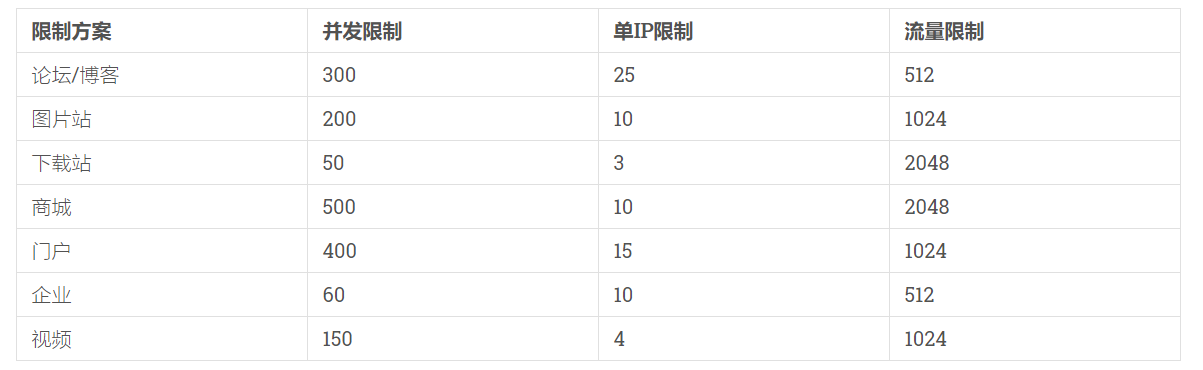 限制方案 并发限制 单IP限制 流量限制
论坛/博客 300 25 512
图片站 200 10 1024
下载站 50 3 2048
商城 500 10 2048
门户 400 15 1024
企业 60 10 512
视频 150 4 1024